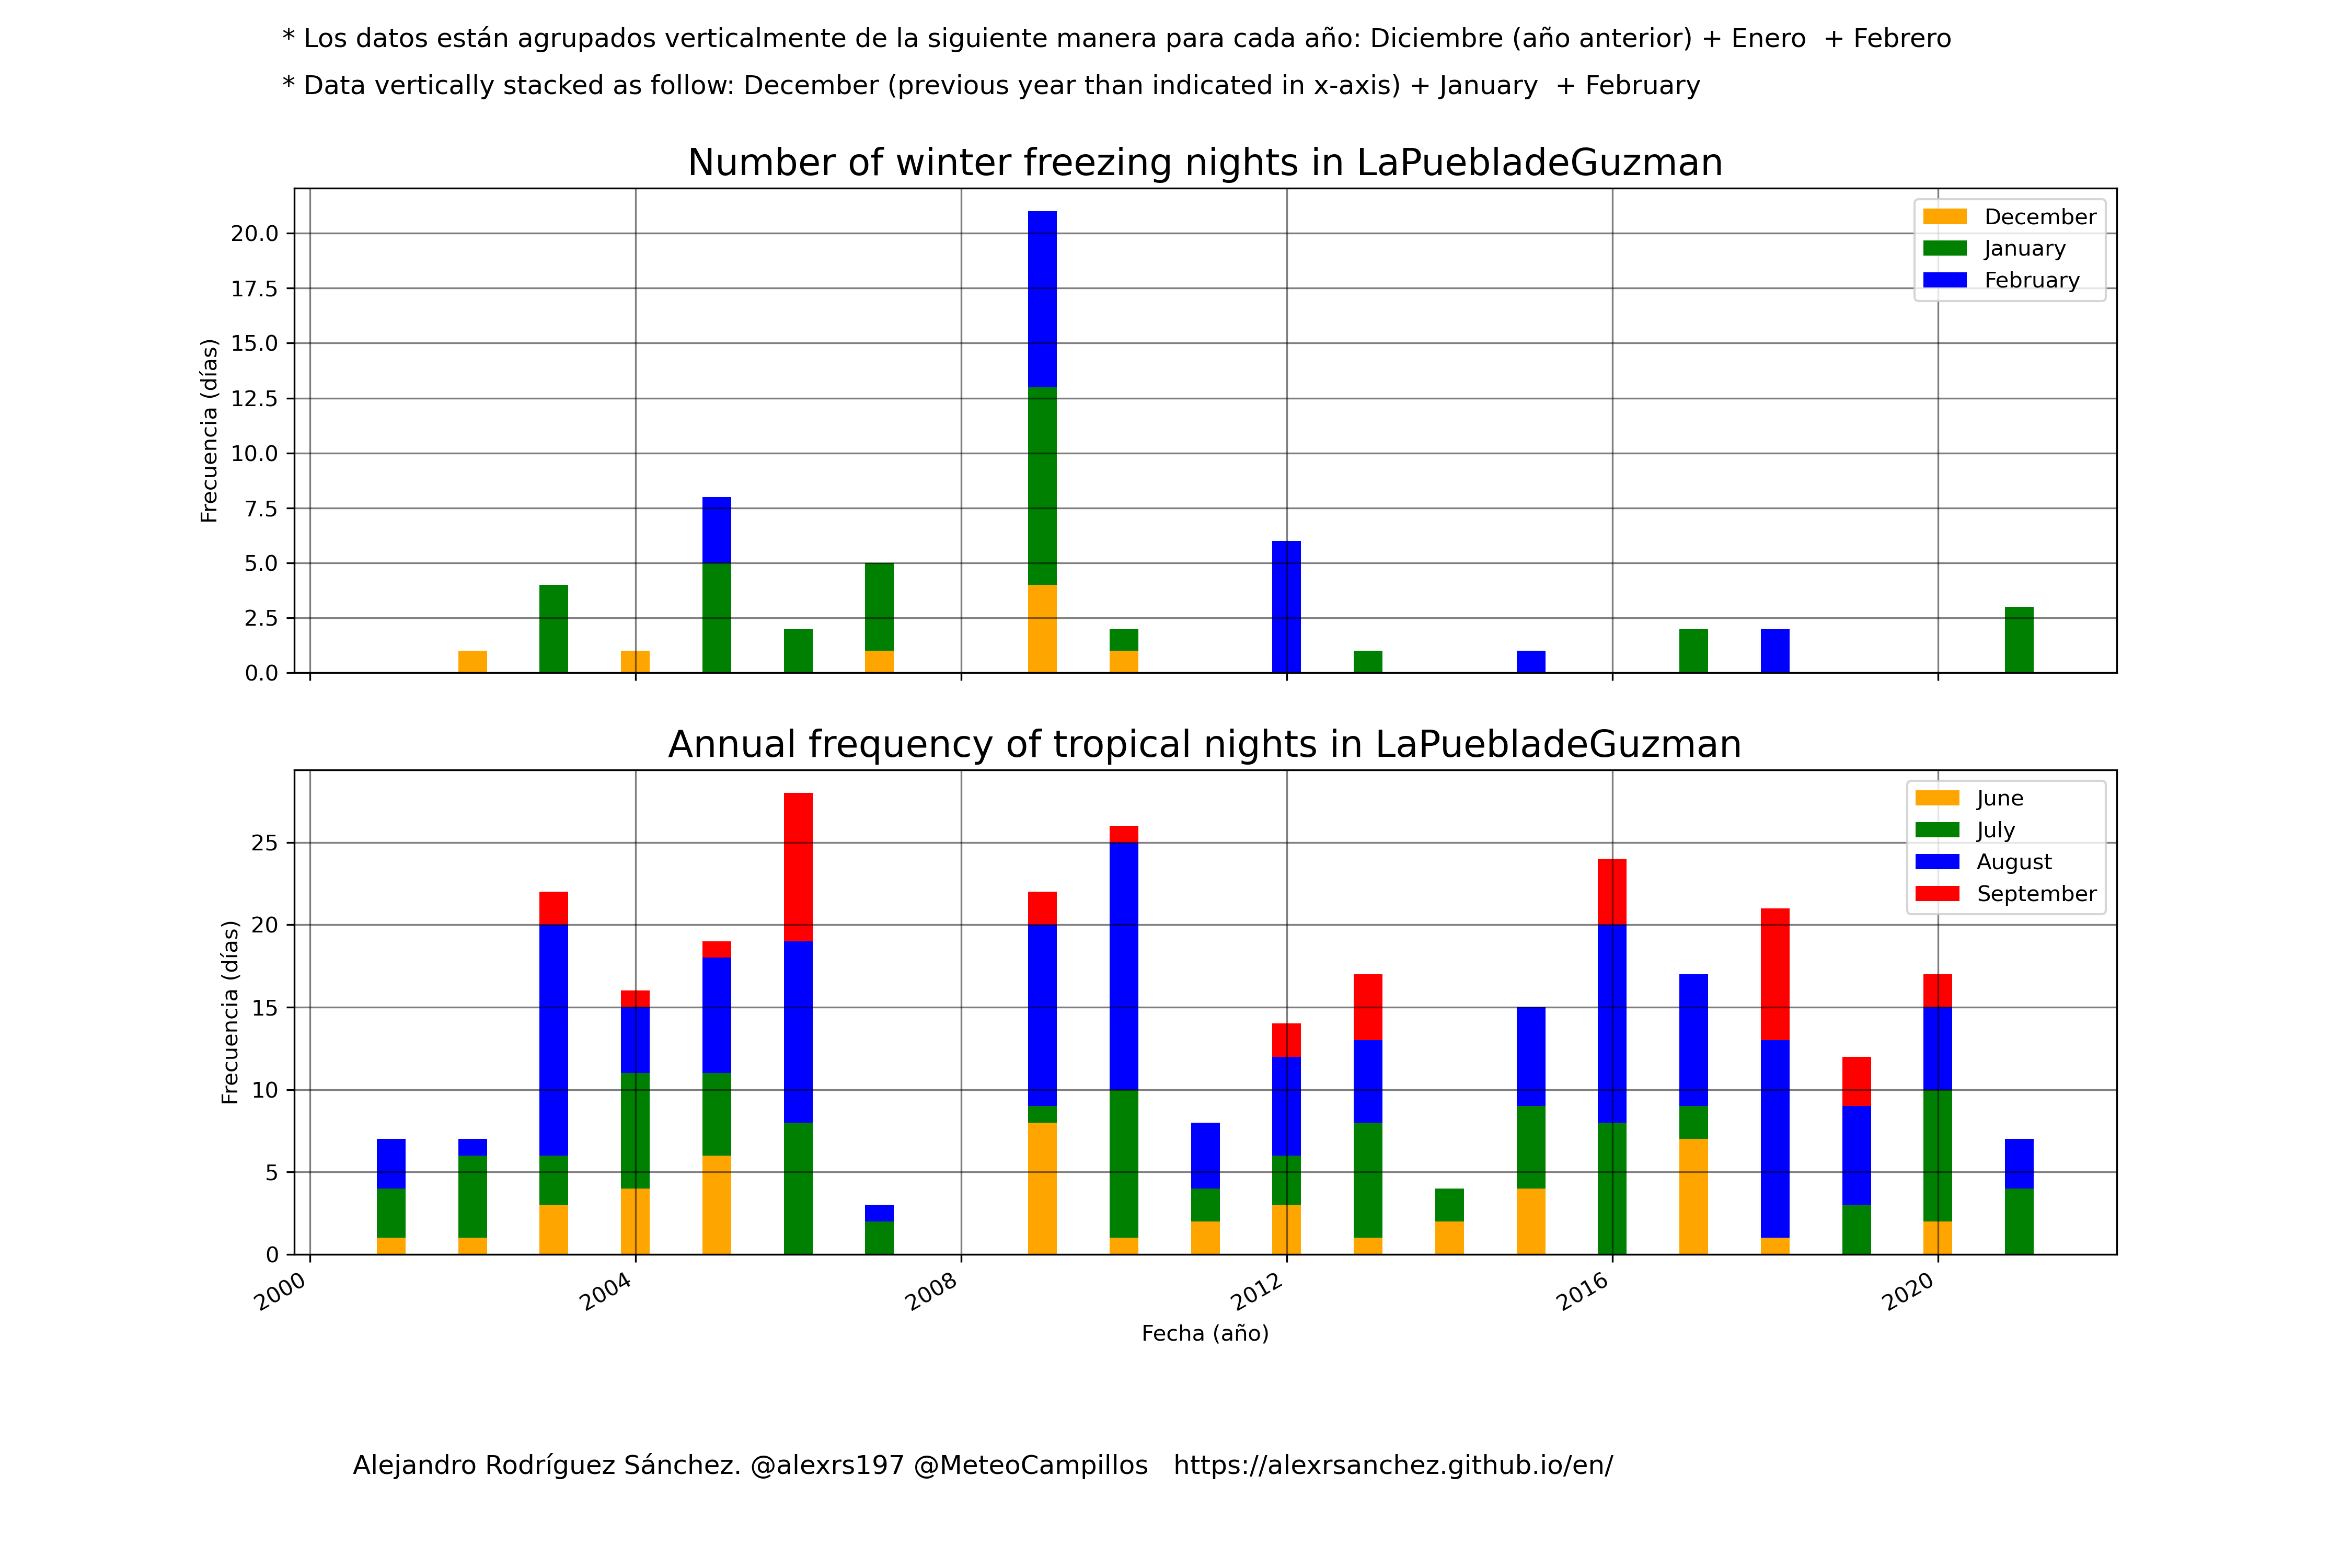 * Los datos están agrupados verticalmente de la siguiente manera para cada año: Diciembre (año anterior) + Enero  + Febrero
* Data vertically stacked as follow: December (previous year than indicated in x-axis) + January  + February
Number of winter freezing nights in LaPuebladeGuzman
Frecuencia (días)
20.0
17.5
15.0
12.5
10.0
7.5
5.0
2.5
0.0
December
January
February
Annual frequency of tropical nights in LaPuebladeGuzman
Frecuencia (días)
25
20
15
10
5
0
June
July
August
September
2000
2004
2008
2012
2016
2020
Fecha (año)
Alejandro Rodríguez Sánchez. @alexrs197 @MeteoCampillos   https://alexrsanchez.github.io/en/